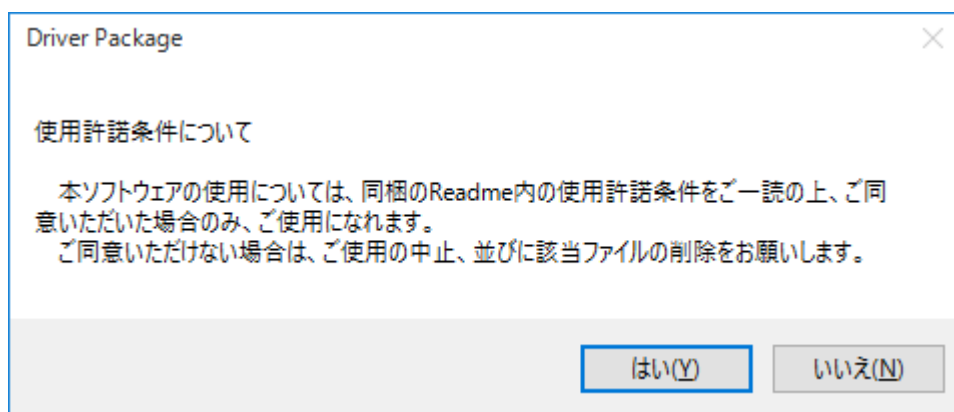 Driver Package
使用許諾条件について
　本ソフトウェアの使用については、同梱のReadme内の使用許諾条件をご一読の上、ご同
意いただいた場合のみ、ご使用になれます。
　ご同意いただけない場合は、ご使用の中止、並びに該当ファイルの削除をお願いします。
はい(Y) いいえ(N)